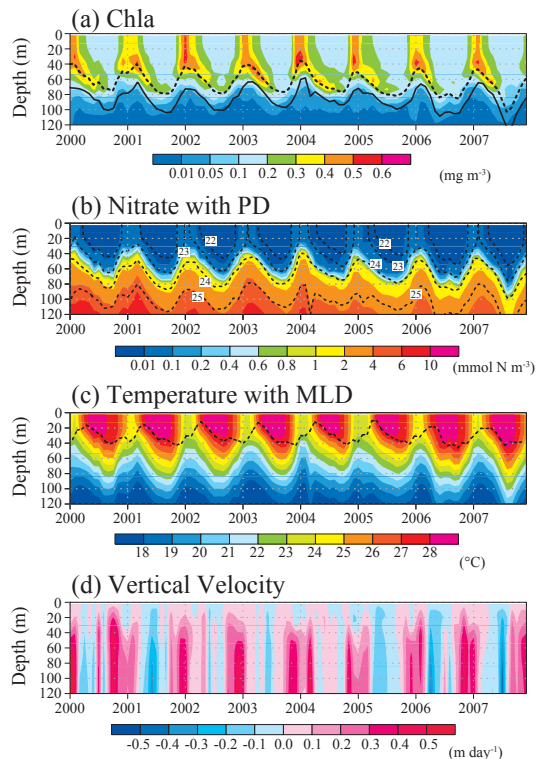 (a) Chla
Depth (m)
0
20
40
60
80
100
120
2000 2001 2002 2003 2004 2005 2006 2007
0.01 0.05 0.1 0.2 0.3 0.4 0.5 0.6
(mg m⁻³)
(b) Nitrate with PD
Depth (m)
0
20
40
60
80
100
120
22
23
24
25
22
24
23
25
2000 2001 2002 2003 2004 2005 2006 2007
0.01 0.1 0.2 0.4 0.6 0.8 1 2 4 6 10
(mmol N m⁻³)
(c) Temperature with MLD
Depth (m)
0
20
40
60
80
100
120
2000 2001 2002 2003 2004 2005 2006 2007
18 19 20 21 22 23 24 25 26 27 28
(°C)
(d) Vertical Velocity
Depth (m)
0
20
40
60
80
100
120
2000 2001 2002 2003 2004 2005 2006 2007
-0.5 -0.4 -0.3 -0.2 -0.1 0.0 0.1 0.2 0.3 0.4 0.5
(m day⁻¹)